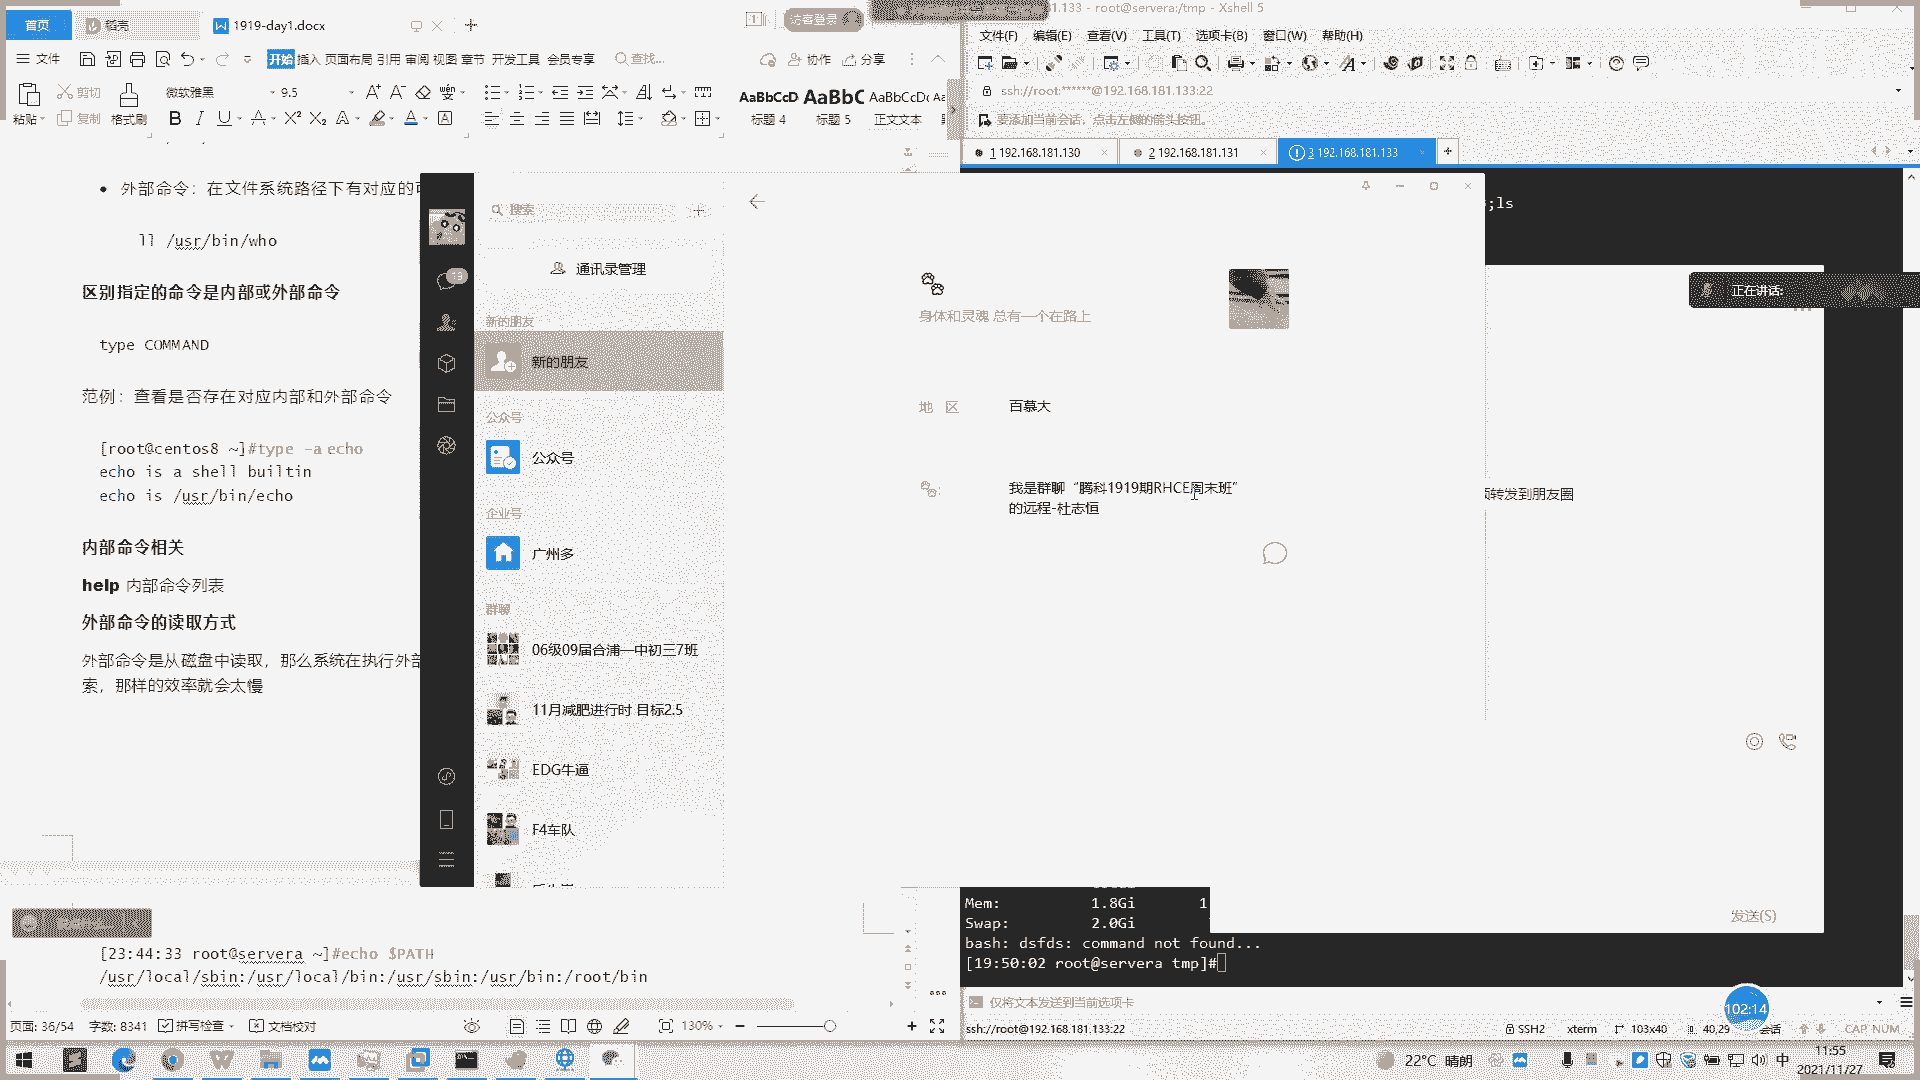 首页
稻壳
1919-day1.docx
访客登录
文件
开始 插入 页面布局 引用 审阅 视图 章节 开发工具 会员专享
查找...
协作
分享
粘贴
剪切
复制
格式刷
微软雅黑
9.5
AaBbCcD AaBbC AaBbCcDc
标题 4 标题 5 正文文本
外部命令：在文件系统路径下有对应的可
ll /usr/bin/who
区别指定的命令是内部或外部命令
type COMMAND
范例：查看是否存在对应内部和外部命令
[root@centos8 ~]#type -a echo
echo is a shell builtin
echo is /usr/bin/echo
内部命令相关
help 内部命令列表
外部命令的读取方式
外部命令是从磁盘中读取，那么系统在执行外部
索，那样的效率就会太慢
[23:44:33 root@servera ~]#echo $PATH
/usr/local/sbin:/usr/local/bin:/usr/sbin:/usr/bin:/root/bin
页面: 36/54 字数: 8341 拼写检查 文档校对
130%
搜索
19
通讯录管理
新的朋友
新的朋友
公众号
公众号
企业号
广州多
群聊
06级09届合浦一中初三7班
11月减肥进行时 目标2.5
EDG牛逼
F4车队
身体和灵魂 总有一个在路上
地 区 百慕大
我是群聊“腾科1919期RHCE周末班”
的远程-杜志恒
.133 - root@servera:/tmp - Xshell 5
文件(F) 编辑(E) 查看(V) 工具(T) 选项卡(B) 窗口(W) 帮助(H)
ssh://root:******@192.168.181.133:22
要添加当前会话，点击左侧的箭头按钮。
1 192.168.181.130
2 192.168.181.131
3 192.168.181.133
;ls
正在讲话:
转发到朋友圈
发送(S)
Mem: 1.8Gi 1
Swap: 2.0Gi
bash: dsfds: command not found...
[19:50:02 root@servera tmp]#
仅将文本发送到当前选项卡
102:14
ssh://root@192.168.181.133:22
SSH2 xterm 103x40 40,29 会话 CAP NUM
22°C 晴朗
中
11:55
2021/11/27